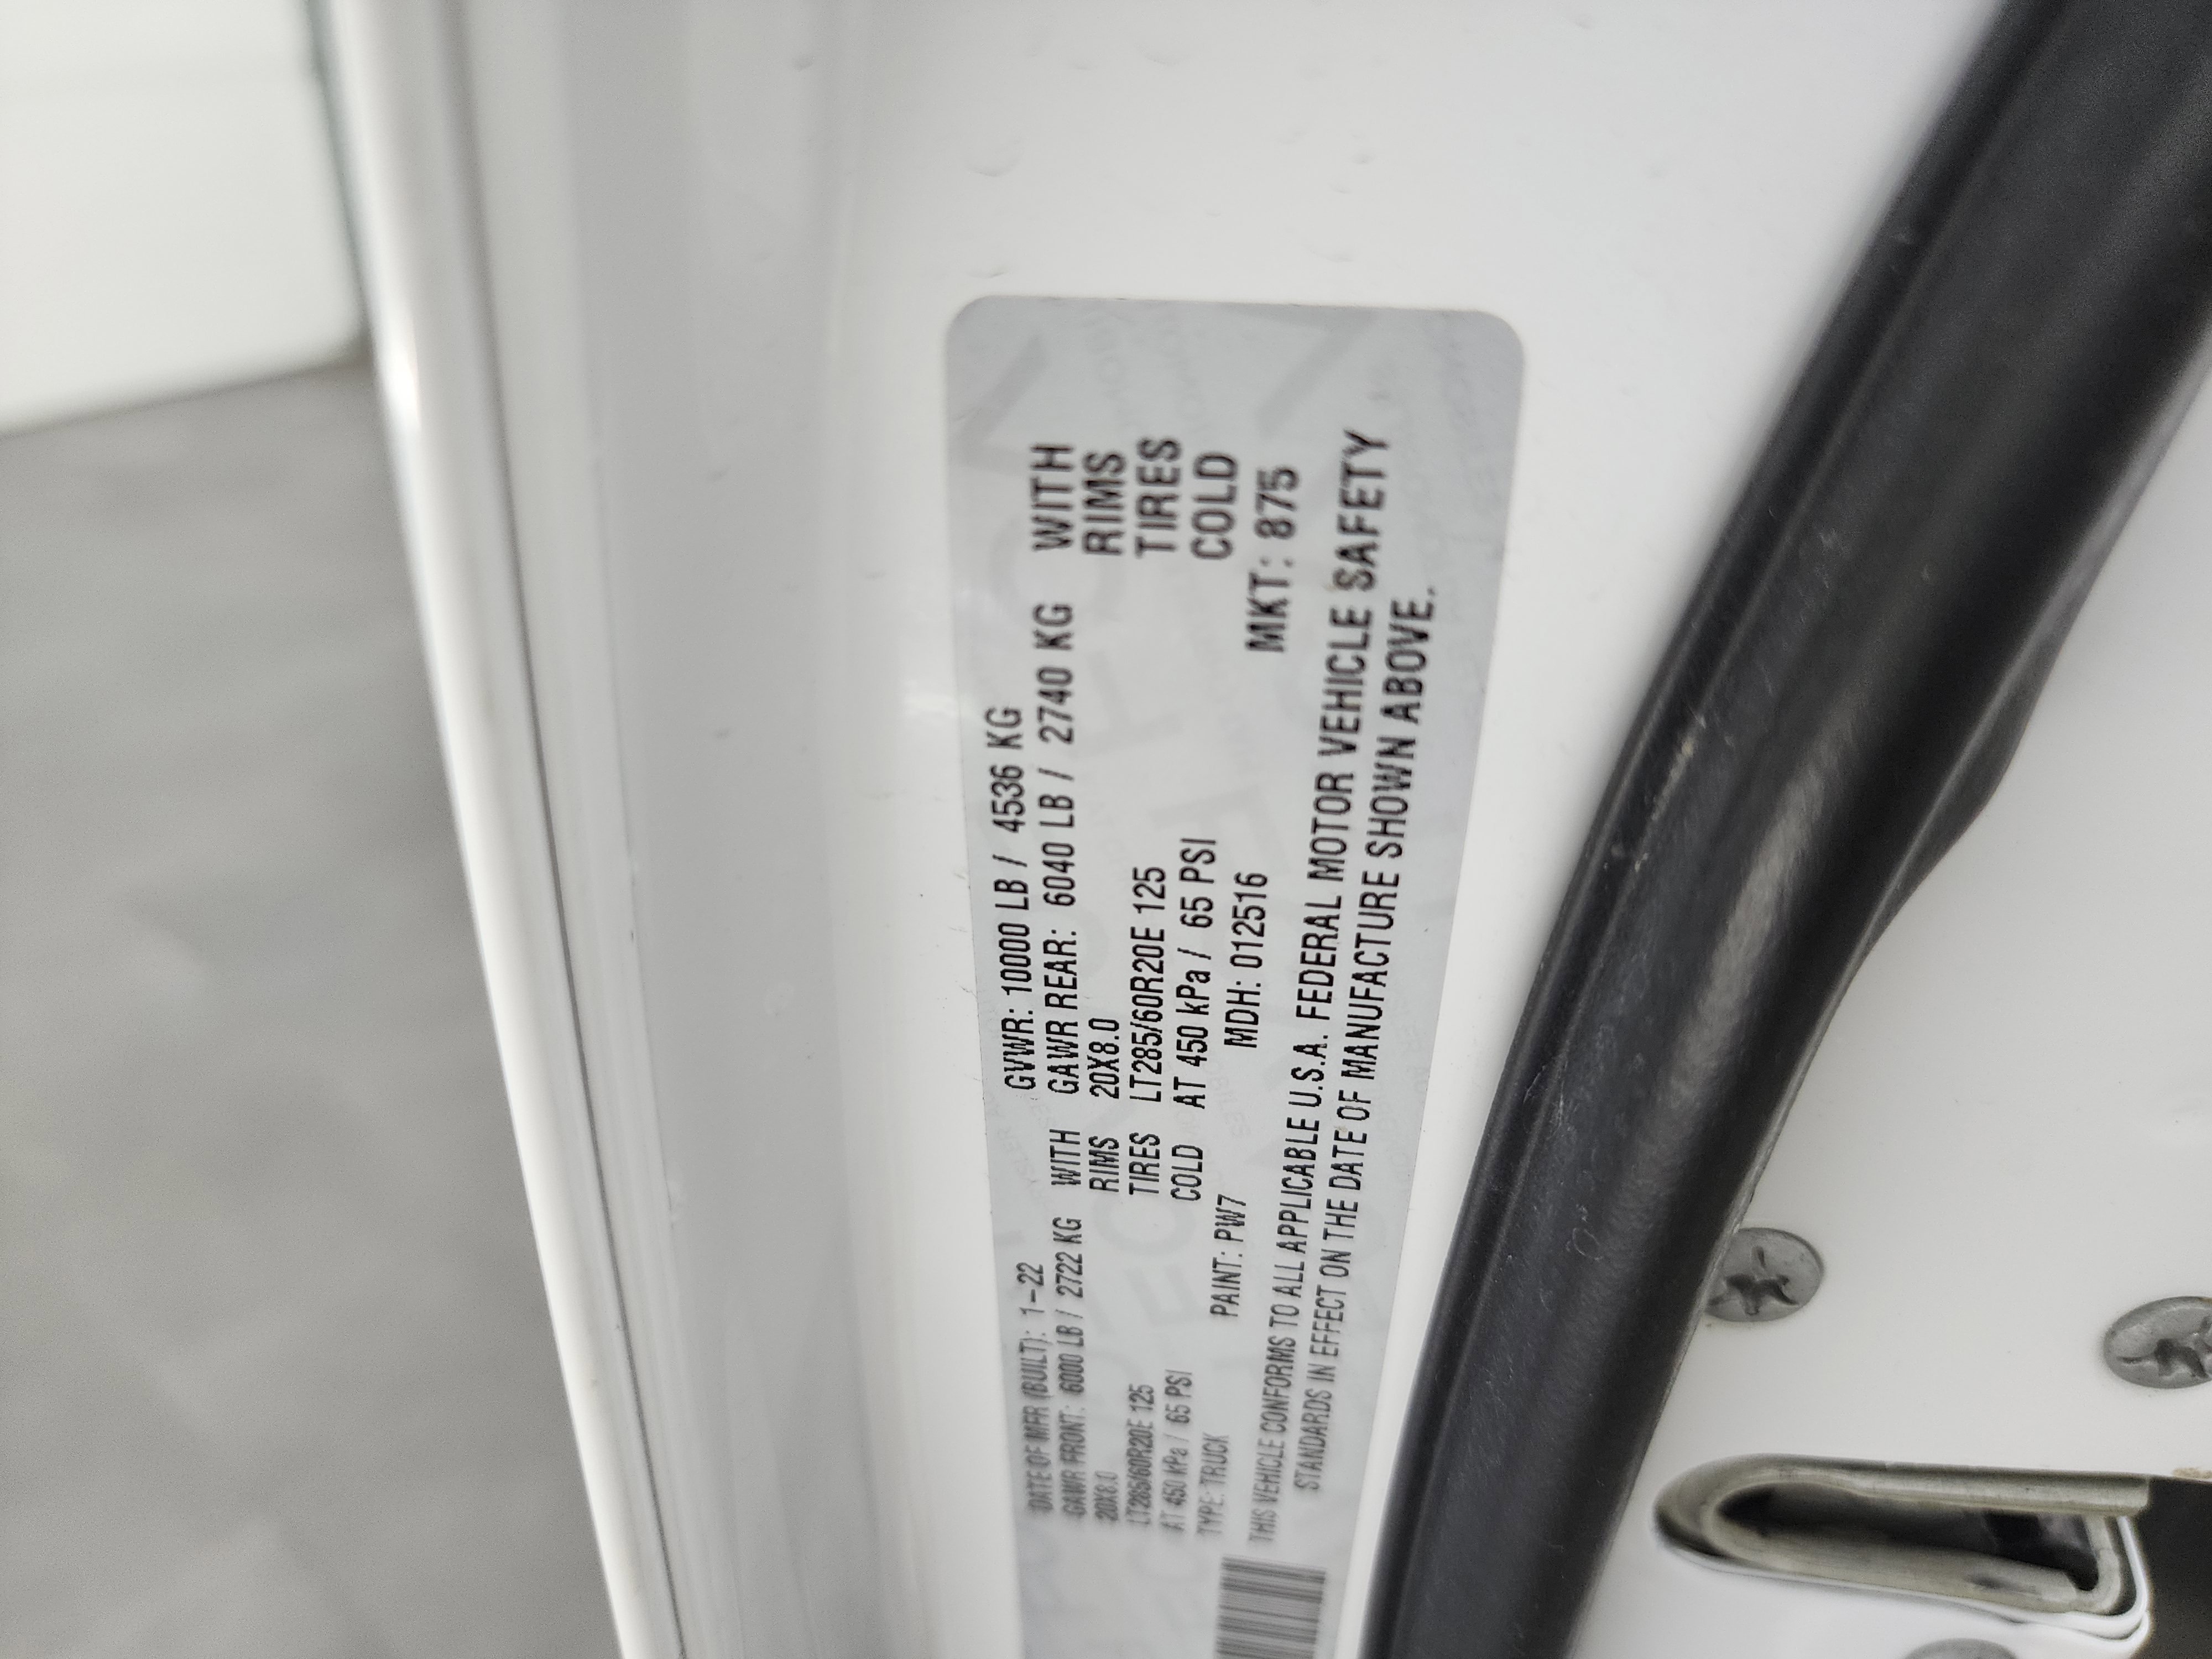 DATE OF MFR (BUILT): 1-22 GVWR: 10000 LB / 4536 KG
GAWR FRONT: 6000 LB / 2722 KG WITH GAWR REAR: 6040 LB / 2740 KG WITH
20X8.0 RIMS 20X8.0 RIMS
LT285/60R20E 125 TIRES LT285/60R20E 125 TIRES
AT 450 kPa / 65 PSI COLD AT 450 kPa / 65 PSI COLD
TYPE: TRUCK PAINT: PW7 MDH: 012516 MKT: 875
THIS VEHICLE CONFORMS TO ALL APPLICABLE U.S.A. FEDERAL MOTOR VEHICLE SAFETY
STANDARDS IN EFFECT ON THE DATE OF MANUFACTURE SHOWN ABOVE.